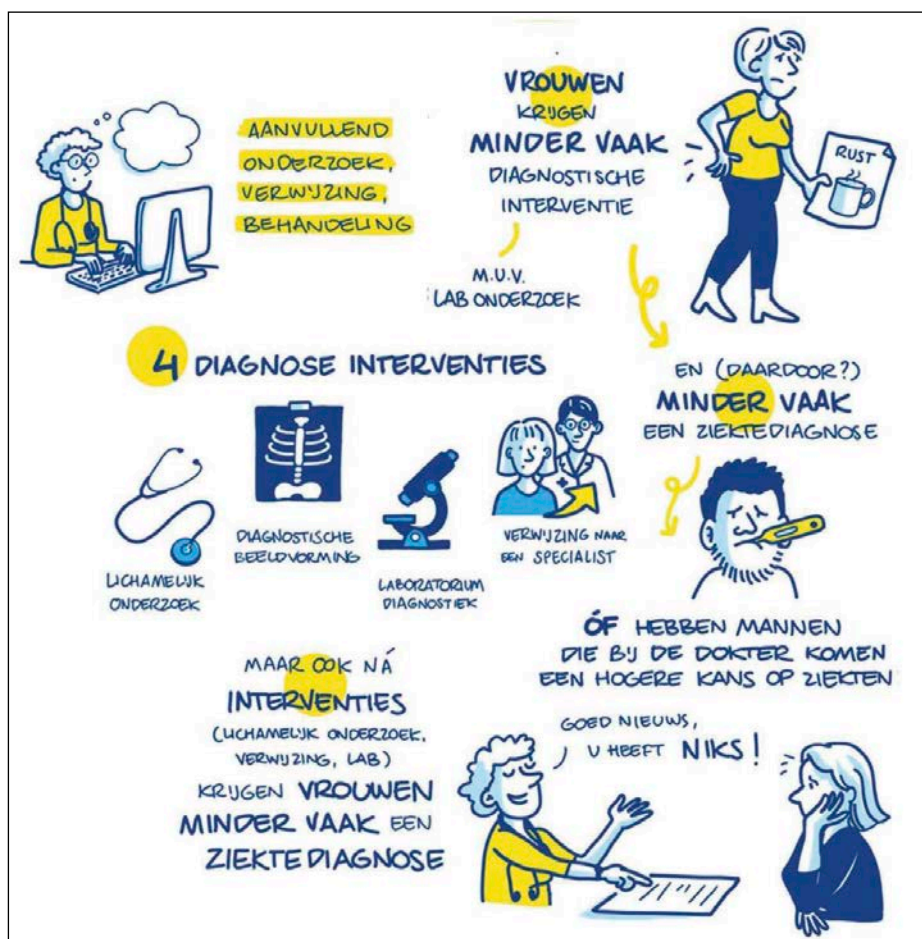 AANVULLEND
ONDERZOEK,
VERWIJZING,
BEHANDELING
VROUWEN
KRIJGEN
MINDER VAAK
DIAGNOSTISCHE
INTERVENTIE
M.U.V.
LAB ONDERZOEK
RUST
EN (DAARDOOR?)
MINDER VAAK
EEN ZIEKTEDIAGNOSE
4 DIAGNOSE INTERVENTIES
LICHAMELIJK
ONDERZOEK
DIAGNOSTISCHE
BEELDVORMING
LABORATORIUM
DIAGNOSTIEK
VERWIJZING NAAR
EEN SPECIALIST
ÓF HEBBEN MANNEN
DIE BIJ DE DOKTER KOMEN
EEN HOGERE KANS OP ZIEKTEN
MAAR OOK NÁ
INTERVENTIES
(LICHAMELIJK ONDERZOEK,
VERWIJZING, LAB)
KRIJGEN VROUWEN
MINDER VAAK EEN
ZIEKTEDIAGNOSE
GOED NIEUWS,
U HEEFT NIKS!